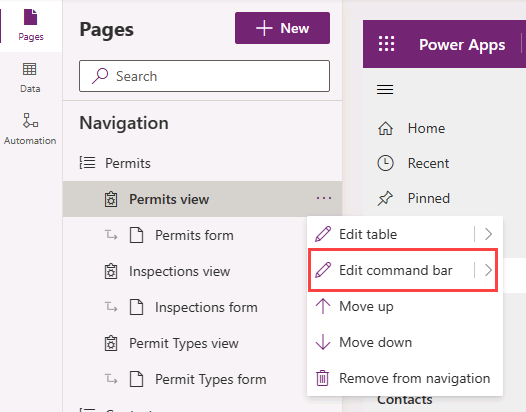 Pages
Data
Automation
Pages
+ New
Search
Navigation
Permits
Permits view ...
Permits form
Inspections view
Inspections form
Permit Types view
Permit Types form
Power Apps
Home
Recent
Pinned
Edit table
Edit command bar
Move up
Move down
Remove from navigation
Contacts